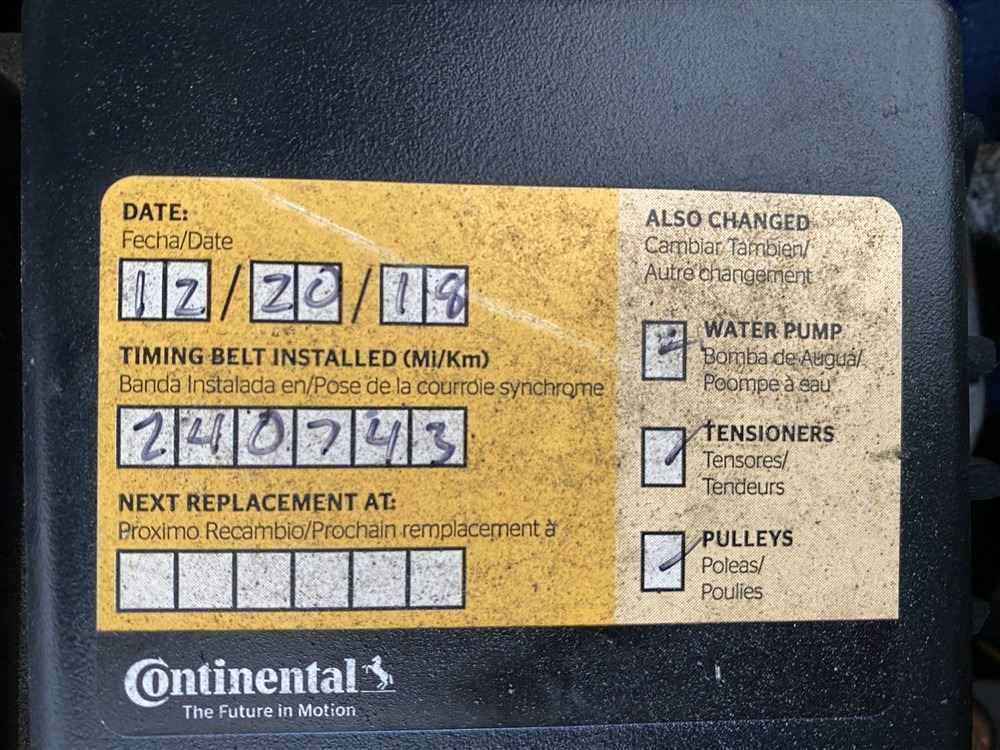 DATE:
Fecha/Date
12/20/18
TIMING BELT INSTALLED (Mi/Km)
Banda Instalada en/Pose de la courroie synchrome
240743
NEXT REPLACEMENT AT:
Proximo Recambio/Prochain remplacement à
ALSO CHANGED
Cambiar Tambien/
Autre changement
WATER PUMP
Bomba de Augua/
Poompe à eau
TENSIONERS
Tensores/
Tendeurs
PULLEYS
Poleas/
Poulies
Continental
The Future in Motion